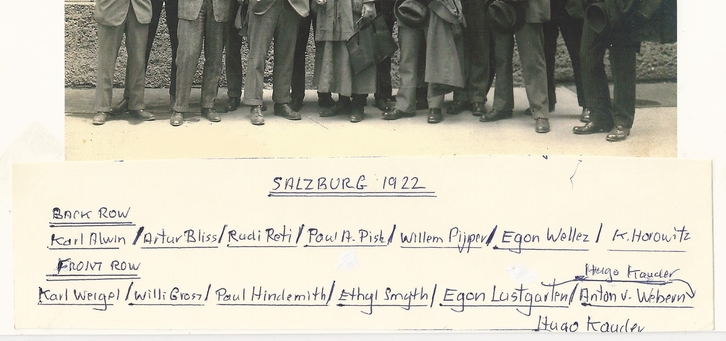 SALZBURG 1922
BACK ROW
Karl Alwin / Artur Bliss / Rudi Reti / Paul A. Pisk / Willem Pijper / Egon Wellez / K. Horowitz
FRONT ROW
Hugo Kauder
Karl Weigel / Willi Gross / Paul Hindemith / Ethyl Smyth / Egon Lustgarten / Anton v. Webern
Hugo Kauder